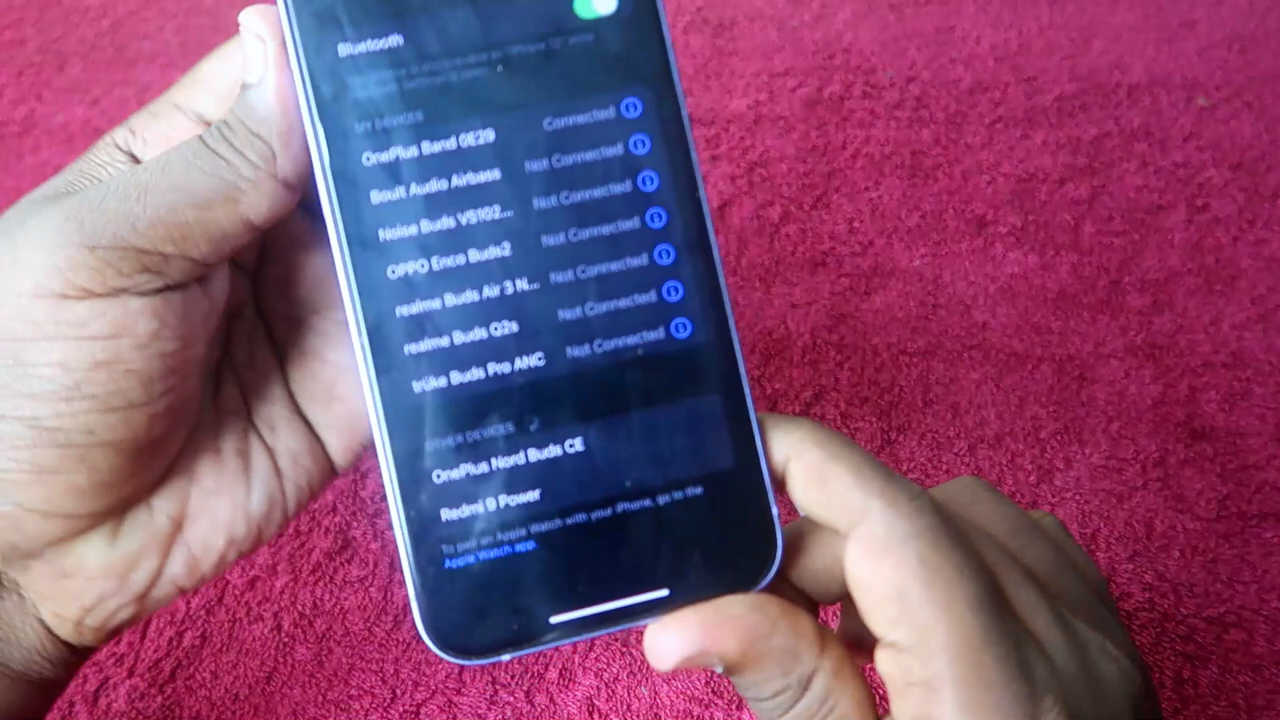 Bluetooth
MY DEVICES
OnePlus Band 0E29 Connected
Boult Audio Airbass Not Connected
Noise Buds VS102... Not Connected
OPPO Enco Buds2 Not Connected
realme Buds Air 3 N... Not Connected
realme Buds Q2s Not Connected
trüke Buds Pro ANC Not Connected
OTHER DEVICES
OnePlus Nord Buds CE
Redmi 9 Power
To pair an Apple Watch with your iPhone, go to the
Apple Watch app.